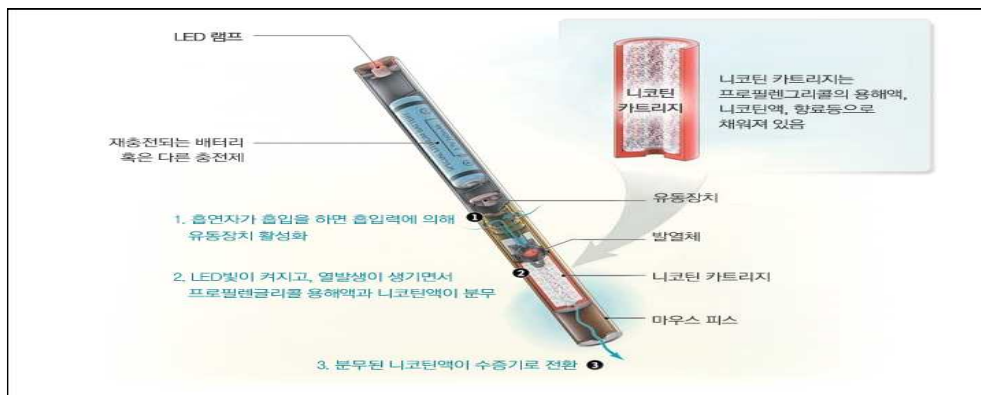 LED 램프
니코틴
카트리지
니코틴 카트리지는
프로필렌그리콜의 용해액,
니코틴액, 향료등으로
채워져 있음
재충전되는 배터리
혹은 다른 충전제
유동장치
1. 흡연자가 흡입을 하면 흡입력에 의해 ❶
유동장치 활성화
발열체
❷
2. LED빛이 켜지고, 열발생이 생기면서
프로필렌글리콜 용해액과 니코틴액이 분무
니코틴 카트리지
마우스 피스
3. 분무된 니코틴액이 수증기로 전환 ❸